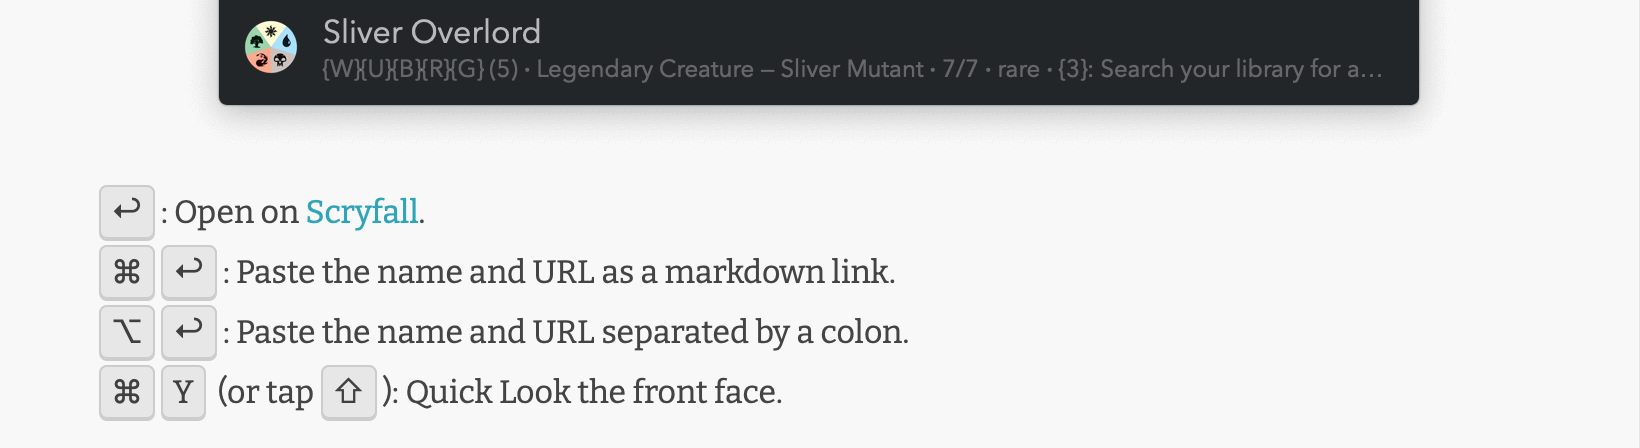 Sliver Overlord
{W}{U}{B}{R}{G} (5) · Legendary Creature — Sliver Mutant · 7/7 · rare · {3}: Search your library for a…
↩ : Open on Scryfall.
⌘ ↩ : Paste the name and URL as a markdown link.
⌥ ↩ : Paste the name and URL separated by a colon.
⌘ Y (or tap ⇧ ): Quick Look the front face.